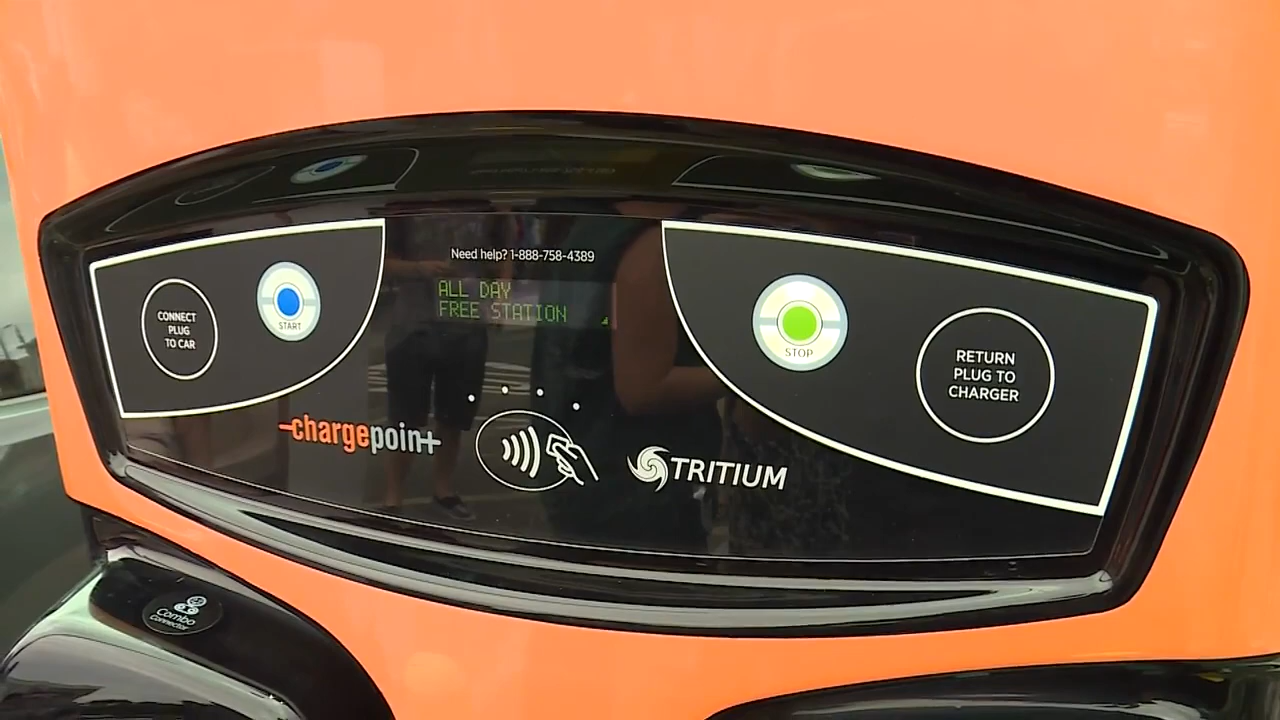 Need help? 1-888-758-4389
ALL DAY
FREE STATION
CONNECT
PLUG
TO CAR
START
STOP
RETURN
PLUG TO
CHARGER
-chargepoin+
TRITIUM
Combo
Connector